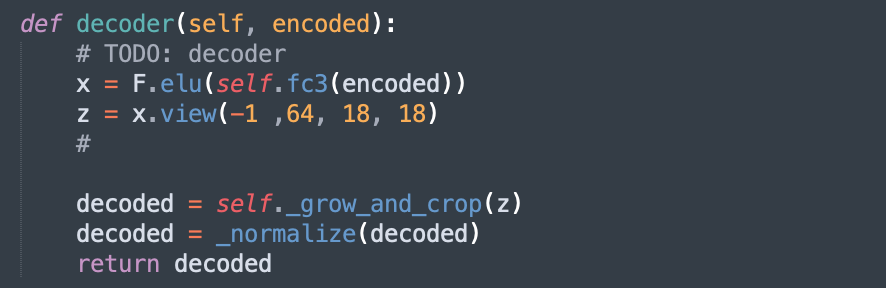 def decoder(self, encoded):
    # TODO: decoder
    x = F.elu(self.fc3(encoded))
    z = x.view(-1 ,64, 18, 18)
    #
    decoded = self._grow_and_crop(z)
    decoded = _normalize(decoded)
    return decoded